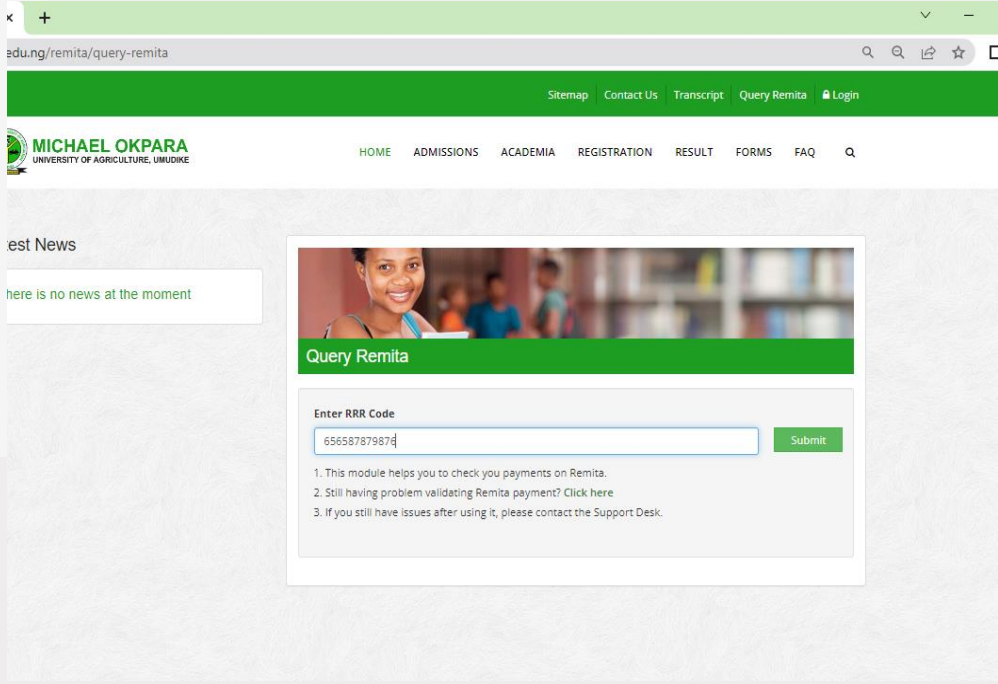 edu.ng/remita/query-remita
Sitemap Contact Us Transcript Query Remita Login
MICHAEL OKPARA
UNIVERSITY OF AGRICULTURE, UMUDIKE
HOME ADMISSIONS ACADEMIA REGISTRATION RESULT FORMS FAQ
test News
here is no news at the moment
Query Remita
Enter RRR Code
656587879876
Submit
1. This module helps you to check you payments on Remita.
2. Still having problem validating Remita payment? Click here
3. If you still have issues after using it, please contact the Support Desk.